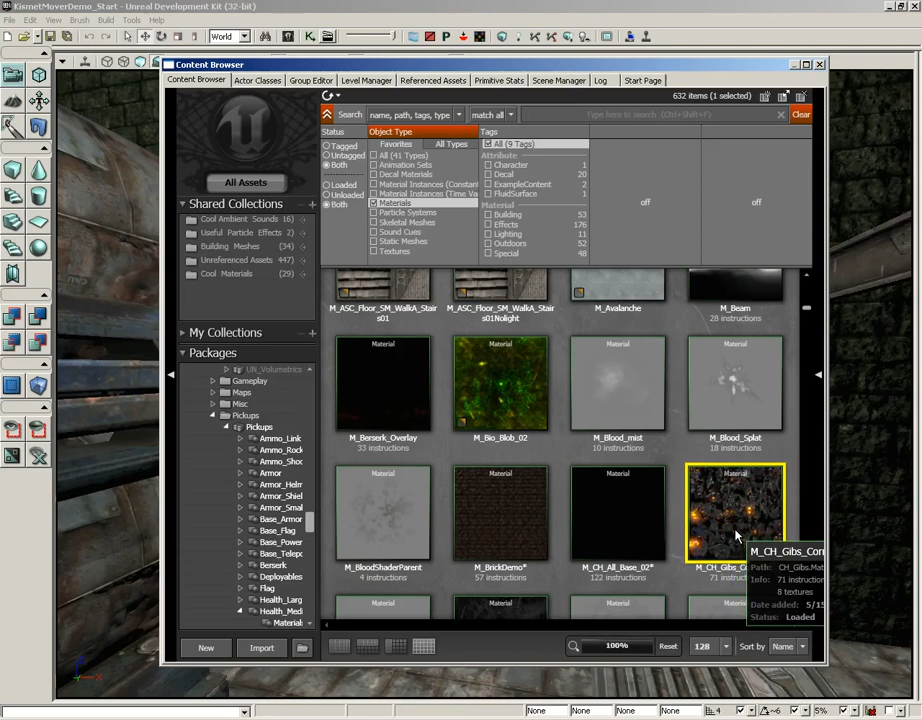 KismetMoverDemo_Start - Unreal Development Kit (32-bit)
File Edit View Brush Build Tools Help
World
Content Browser
Content Browser Actor Classes Group Editor Level Manager Referenced Assets Primitive Stats Scene Manager Log Start Page
632 items (1 selected)
Search name, path, tags, type match all Type here to search (Ctrl+Shift+F) Clear
Status Object Type Tags
Tagged
Untagged
Both
Loaded
Unloaded
Both
Favorites All Types
All (41 Types)
Animation Sets
Decal Materials
Material Instances (Constan
Material Instances (Time Va
Materials
Particle Systems
Skeletal Meshes
Sound Cues
Static Meshes
Textures
All (9 Tags)
Attribute
Character 1
Decal 20
ExampleContent 2
FluidSurface 1
Material
Building 53
Effects 176
Lighting 11
Outdoors 52
Special 48
off
off
All Assets
Shared Collections
Cool Ambient Sounds 16)
Useful Particle Effects 2)
Building Meshes (34)
Unreferenced Assets 447)
Cool Materials (29)
My Collections
Packages
UN_Volumetrics
Gameplay
Maps
Misc
Pickups
Pickups
Ammo_Link
Ammo_Rock
Ammo_Shoc
Armor
Armor_Helm
Armor_Shiel
Armor_Smal
Base_Armor
Base_Flag
Base_Power
Base_Telepo
Berserk
Deployables
Flag
Health_Larg
Health_Medi
Material:
New Import
M_ASC_Floor_SM_WalkA_Stair
s01
M_ASC_Floor_SM_WalkA_Stair
s01Nolight
M_Avalanche
M_Beam
28 instructions
Material
M_Berserk_Overlay
33 instructions
Material
M_Bio_Blob_02
Material
M_Blood_mist
10 instructions
Material
M_Blood_Splat
18 instructions
Material
M_BloodShaderParent
4 instructions
Material
M_BrickDemo*
57 instructions
Material
M_CH_All_Base_02*
122 instructions
Material
M_CH_Gibs_Co
71 instruct
M_CH_Gibs_Corr
Path: CH_Gibs.Mat
Info: 71 instruction
8 textures
Date added: 5/15
Status: Loaded
Material
Material
Material
100% Reset 128 Sort by Name
None None None None 4 ~6 5%